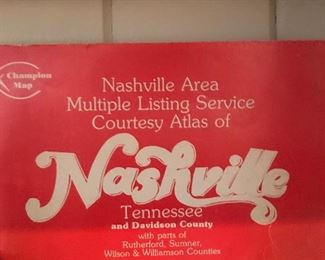 Champion
Map
Nashville Area
Multiple Listing Service
Courtesy Atlas of
Nashville
Tennessee
and Davidson County
with parts of
Rutherford, Sumner,
Wilson & Williamson Counties